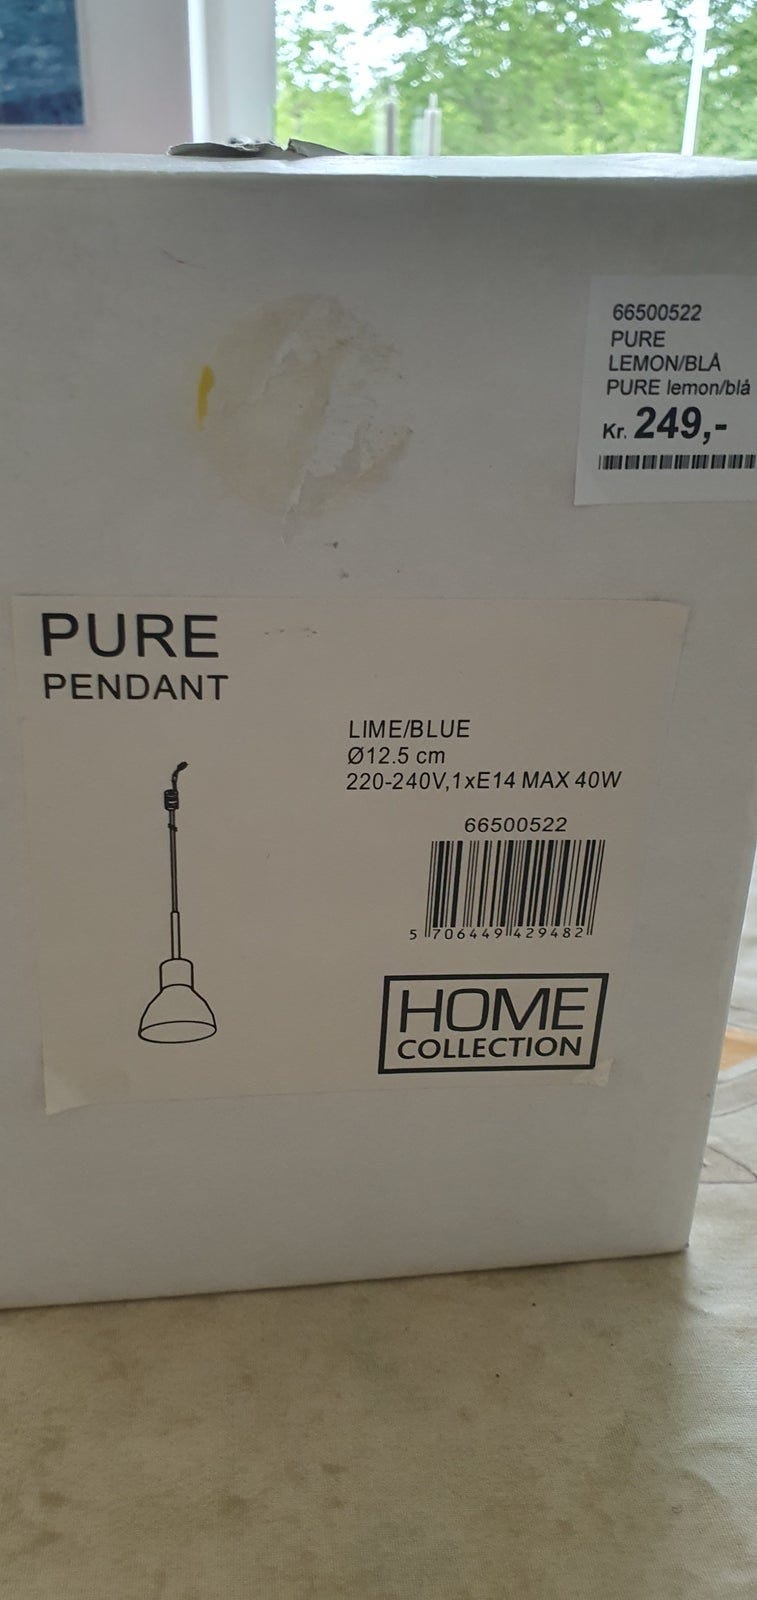 66500522
PURE
LEMON/BLÅ
PURE lemon/blå
Kr. 249,-
PURE
PENDANT
LIME/BLUE
Ø12.5 cm
220-240V,1xE14 MAX 40W
66500522
5 706449 429482
HOME
COLLECTION